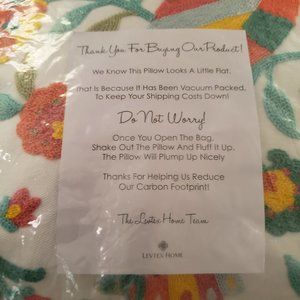 Thank You For Buying Our Product!
We Know This Pillow Looks A Little Flat.
That Is Because It Has Been Vacuum Packed,
To Keep Your Shipping Costs Down!
Do Not Worry!
Once You Open The Bag,
Shake Out The Pillow And Fluff It Up,
The Pillow Will Plump Up Nicely
Thanks For Helping Us Reduce
Our Carbon Footprint!
The Levtex Home Team
LEVTEX HOME